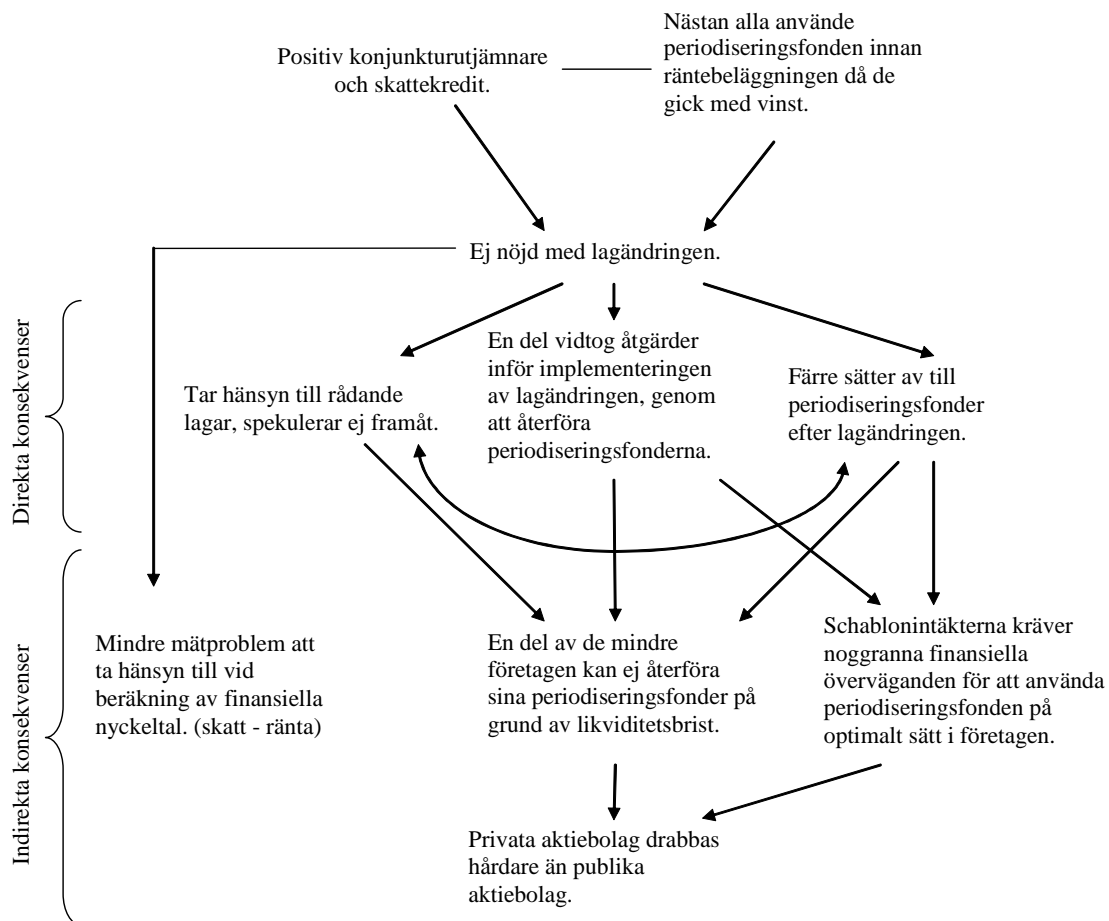 Positiv konjunkturutjämnare
och skattekredit.
Nästan alla använde
periodiseringsfonden innan
räntebeläggningen då de
gick med vinst.
Ej nöjd med lagändringen.
Direkta konsekvenser
Tar hänsyn till rådande
lagar, spekulerar ej framåt.
En del vidtog åtgärder
inför implementeringen
av lagändringen, genom
att återföra
periodiseringsfonderna.
Färre sätter av till
periodiseringsfonder
efter lagändringen.
Indirekta konsekvenser
Mindre mätproblem att
ta hänsyn till vid
beräkning av finansiella
nyckeltal. (skatt - ränta)
En del av de mindre
företagen kan ej återföra
sina periodiseringsfonder på
grund av likviditetsbrist.
Schablonintäkterna kräver
noggranna finansiella
överväganden för att använda
periodiseringsfonden på
optimalt sätt i företagen.
Privata aktiebolag drabbas
hårdare än publika
aktiebolag.